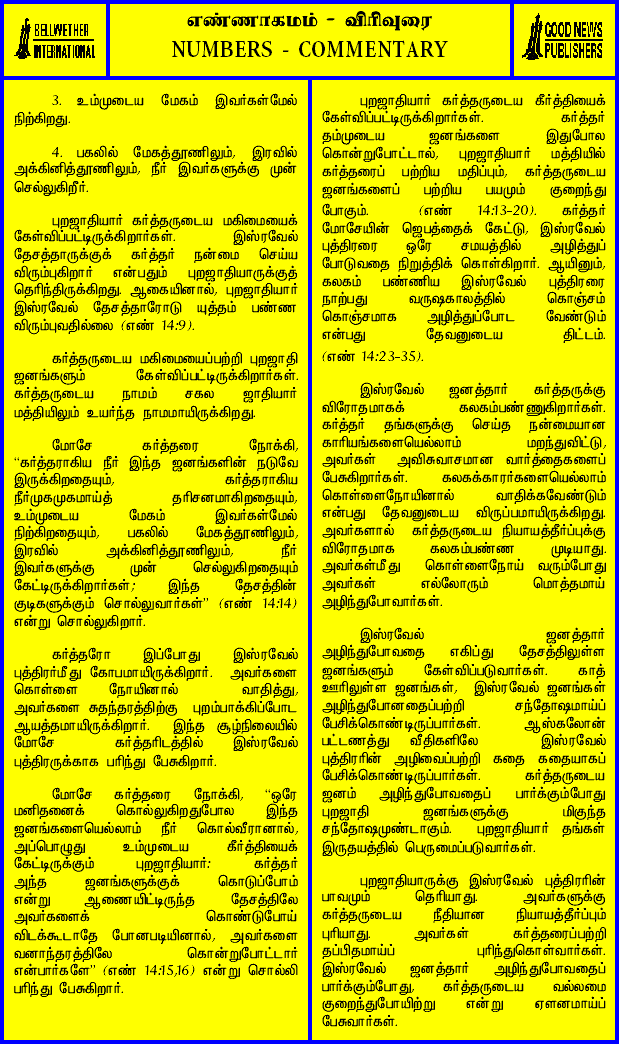 BELLWETHER
INTERNATIONAL
எண்ணாகமம் - விரிவுரை
NUMBERS - COMMENTARY
GOOD NEWS
PUBLISHERS
3. உம்முடைய மேகம் இவர்கள்மேல்
நிற்கிறது.
4. பகலில் மேகத்தூணிலும், இரவில்
அக்கினித்தூணிலும், நீர் இவர்களுக்கு முன்
செல்லுகிறீர்.
புறஜாதியார் கர்த்தருடைய மகிமையைக்
கேள்விப்பட்டிருக்கிறார்கள். இஸ்ரவேல்
தேசத்தாருக்குக் கர்த்தர் நன்மை செய்ய
விரும்புகிறார் என்பதும் புறஜாதியாருக்குத்
தெரிந்திருக்கிறது. ஆகையினால், புறஜாதியார்
இஸ்ரவேல் தேசத்தாரோடு யுத்தம் பண்ண
விரும்புவதில்லை (எண் 14:9).
கர்த்தருடைய மகிமையைப்பற்றி புறஜாதி
ஜனங்களும் கேள்விப்பட்டிருக்கிறார்கள்.
கர்த்தருடைய நாமம் சகல ஜாதியார்
மத்தியிலும் உயர்ந்த நாமமாயிருக்கிறது.
மோசே கர்த்தரை நோக்கி,
"கர்த்தராகிய நீர் இந்த ஜனங்களின் நடுவே
இருக்கிறதையும், கர்த்தராகிய
நீர்முகமுகமாய்த் தரிசனமாகிறதையும்,
உம்முடைய மேகம் இவர்கள்மேல்
நிற்கிறதையும், பகலில் மேகத்தூணிலும்,
இரவில் அக்கினித்தூணிலும், நீர்
இவர்களுக்கு முன் செல்லுகிறதையும்
கேட்டிருக்கிறார்கள்; இந்த தேசத்தின்
குடிகளுக்கும் சொல்லுவார்கள்" (எண் 14:14)
என்று சொல்லுகிறார்.
கர்த்தரோ இப்போது இஸ்ரவேல்
புத்திரர்மீது கோபமாயிருக்கிறார். அவர்களை
கொள்ளை நோயினால் வாதித்து,
அவர்களை சுதந்தரத்திற்கு புறம்பாக்கிப்போட
ஆயத்தமாயிருக்கிறார். இந்த சூழ்நிலையில்
மோசே கர்த்தரிடத்தில் இஸ்ரவேல்
புத்திரருக்காக பரிந்து பேசுகிறார்.
மோசே கர்த்தரை நோக்கி, "ஒரே
மனிதனைக் கொல்லுகிறதுபோல இந்த
ஜனங்களையெல்லாம் நீர் கொல்வீரானால்,
அப்பொழுது உம்முடைய கீர்த்தியைக்
கேட்டிருக்கும் புறஜாதியார்: கர்த்தர்
அந்த ஜனங்களுக்குக் கொடுப்போம்
என்று ஆணையிட்டிருந்த தேசத்திலே
அவர்களைக் கொண்டுபோய்
விடக்கூடாதே போனபடியினால், அவர்களை
வனாந்தரத்திலே கொன்றுபோட்டார்
என்பார்களே" (எண் 14:15,16) என்று சொல்லி
பரிந்து பேசுகிறார்.
புறஜாதியார் கர்த்தருடைய கீர்த்தியைக்
கேள்விப்பட்டிருக்கிறார்கள். கர்த்தர்
தம்முடைய ஜனங்களை இதுபோல
கொன்றுபோட்டால், புறஜாதியார் மத்தியில்
கர்த்தரைப் பற்றிய மதிப்பும், கர்த்தருடைய
ஜனங்களைப் பற்றிய பயமும் குறைந்து
போகும். (எண் 14:13-20). கர்த்தர்
மோசேயின் ஜெபத்தைக் கேட்டு, இஸ்ரவேல்
புத்திரரை ஒரே சமயத்தில் அழித்துப்
போடுவதை நிறுத்திக் கொள்கிறார். ஆயினும்,
கலகம் பண்ணிய இஸ்ரவேல் புத்திரரை
நாற்பது வருஷகாலத்தில் கொஞ்சம்
கொஞ்சமாக அழித்துப்போட வேண்டும்
என்பது தேவனுடைய திட்டம்.
(எண் 14:23-35).
இஸ்ரவேல் ஜனத்தார் கர்த்தருக்கு
விரோதமாகக் கலகம்பண்ணுகிறார்கள்.
கர்த்தர் தங்களுக்கு செய்த நன்மையான
காரியங்களையெல்லாம் மறந்துவிட்டு,
அவர்கள் அவிசுவாசமான வார்த்தைகளைப்
பேசுகிறார்கள். கலகக்காரர்களையெல்லாம்
கொள்ளைநோயினால் வாதிக்கவேண்டும்
என்பது தேவனுடைய விருப்பமாயிருக்கிறது.
அவர்களால் கர்த்தருடைய நியாயத்தீர்ப்புக்கு
விரோதமாக கலகம்பண்ண முடியாது.
அவர்கள்மீது கொள்ளைநோய் வரும்போது
அவர்கள் எல்லோரும் மொத்தமாய்
அழிந்துபோவார்கள்.
இஸ்ரவேல் ஜனத்தார்
அழிந்துபோவதை எகிப்து தேசத்திலுள்ள
ஜனங்களும் கேள்விப்படுவார்கள். காத்
ஊரிலுள்ள ஜனங்கள், இஸ்ரவேல் ஜனங்கள்
அழிந்துபோனதைப்பற்றி சந்தோஷமாய்ப்
பேசிக்கொண்டிருப்பார்கள். ஆஸ்கலோன்
பட்டணத்து வீதிகளிலே இஸ்ரவேல்
புத்திரரின் அழிவைப்பற்றி கதை கதையாகப்
பேசிக்கொண்டிருப்பார்கள். கர்த்தருடைய
ஜனம் அழிந்துபோவதைப் பார்க்கும்போது
புறஜாதி ஜனங்களுக்கு மிகுந்த
சந்தோஷமுண்டாகும். புறஜாதியார் தங்கள்
இருதயத்தில் பெருமைப்படுவார்கள்.
புறஜாதியாருக்கு இஸ்ரவேல் புத்திரரின்
பாவமும் தெரியாது. அவர்களுக்கு
கர்த்தருடைய நீதியான நியாயத்தீர்ப்பும்
புரியாது. அவர்கள் கர்த்தரைப்பற்றி
தப்பிதமாய்ப் புரிந்துகொள்வார்கள்.
இஸ்ரவேல் ஜனத்தார் அழிந்துபோவதைப்
பார்க்கும்போது, கர்த்தருடைய வல்லமை
குறைந்துபோயிற்று என்று ஏளனமாய்ப்
பேசுவார்கள்.